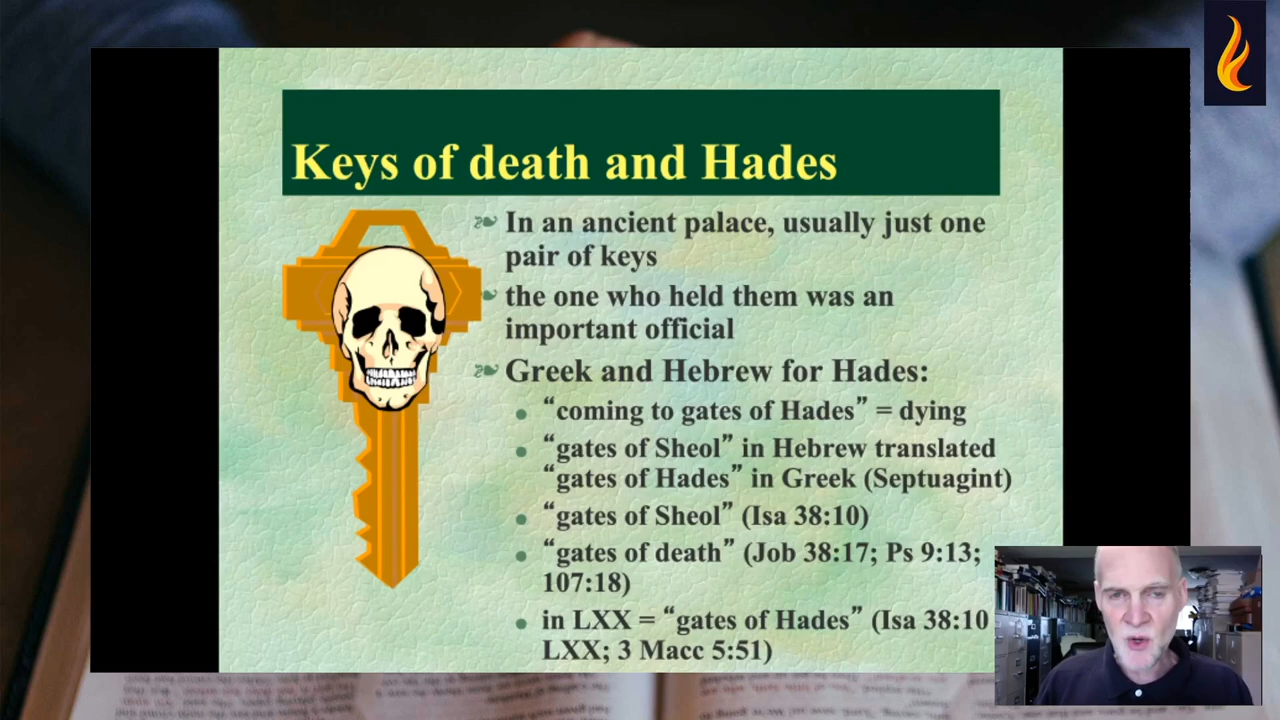 Keys of death and Hades
In an ancient palace, usually just one
pair of keys
the one who held them was an
important official
Greek and Hebrew for Hades:
“coming to gates of Hades” = dying
“gates of Sheol” in Hebrew translated
“gates of Hades” in Greek (Septuagint)
“gates of Sheol” (Isa 38:10)
“gates of death” (Job 38:17; Ps 9:13;
107:18)
in LXX = “gates of Hades” (Isa 38:10
LXX; 3 Macc 5:51)